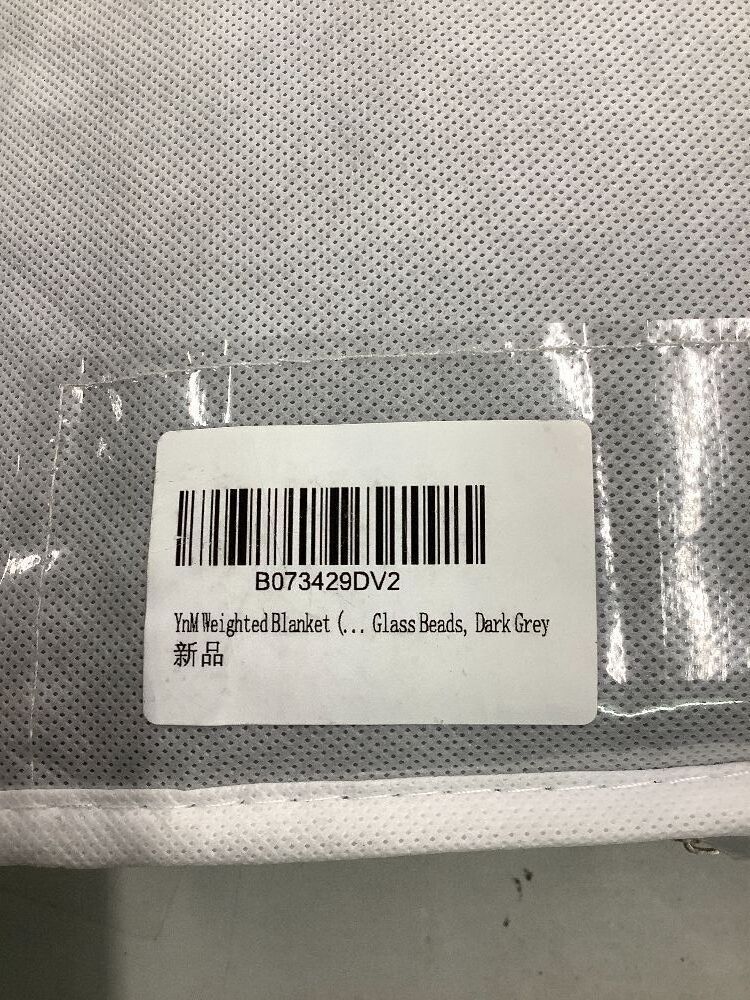 B073429DV2
YnM Weighted Blanket (... Glass Beads, Dark Grey
新品